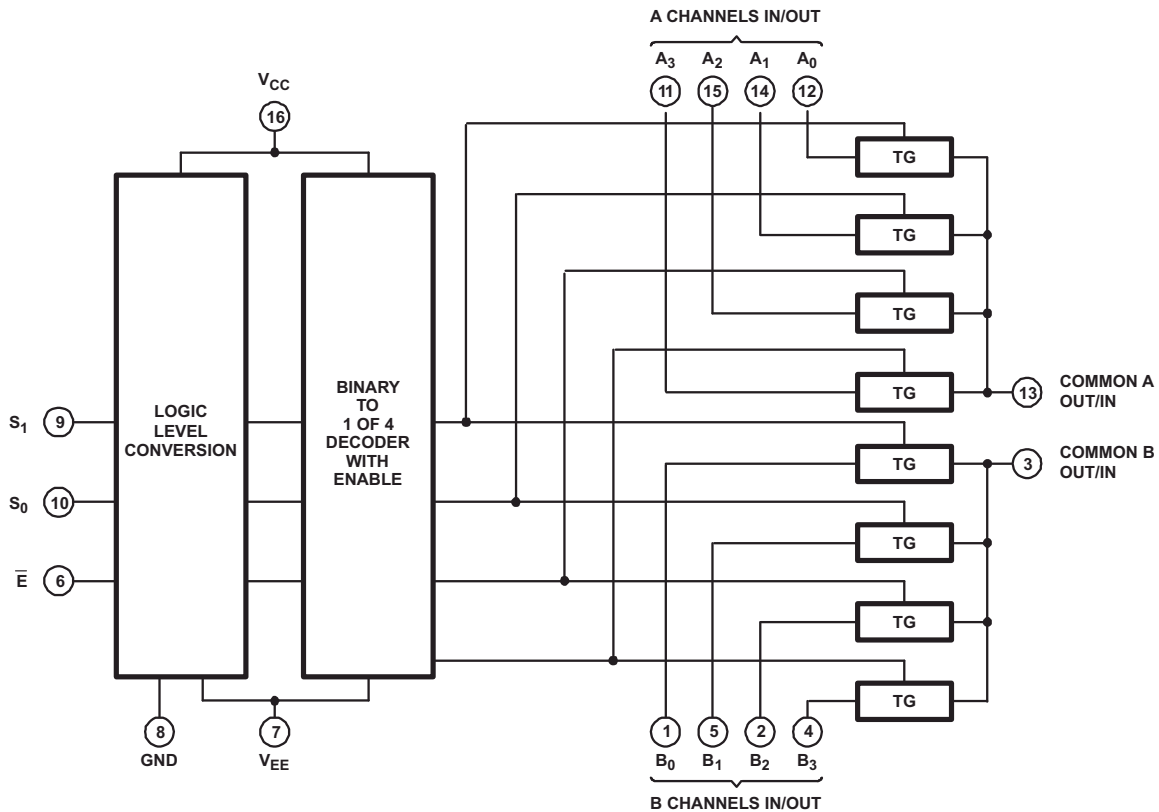 A CHANNELS IN/OUT
A3 A2 A1 A0
11 15 14 12
VCC
16
TG
TG
TG
TG
LOGIC
LEVEL
CONVERSION
BINARY
TO
1 OF 4
DECODER
WITH
ENABLE
S1 9
S0 10
E̅ 6
13 COMMON A
OUT/IN
3 COMMON B
OUT/IN
TG
TG
TG
TG
8
GND
7
VEE
1 5 2 4
B0 B1 B2 B3
B CHANNELS IN/OUT